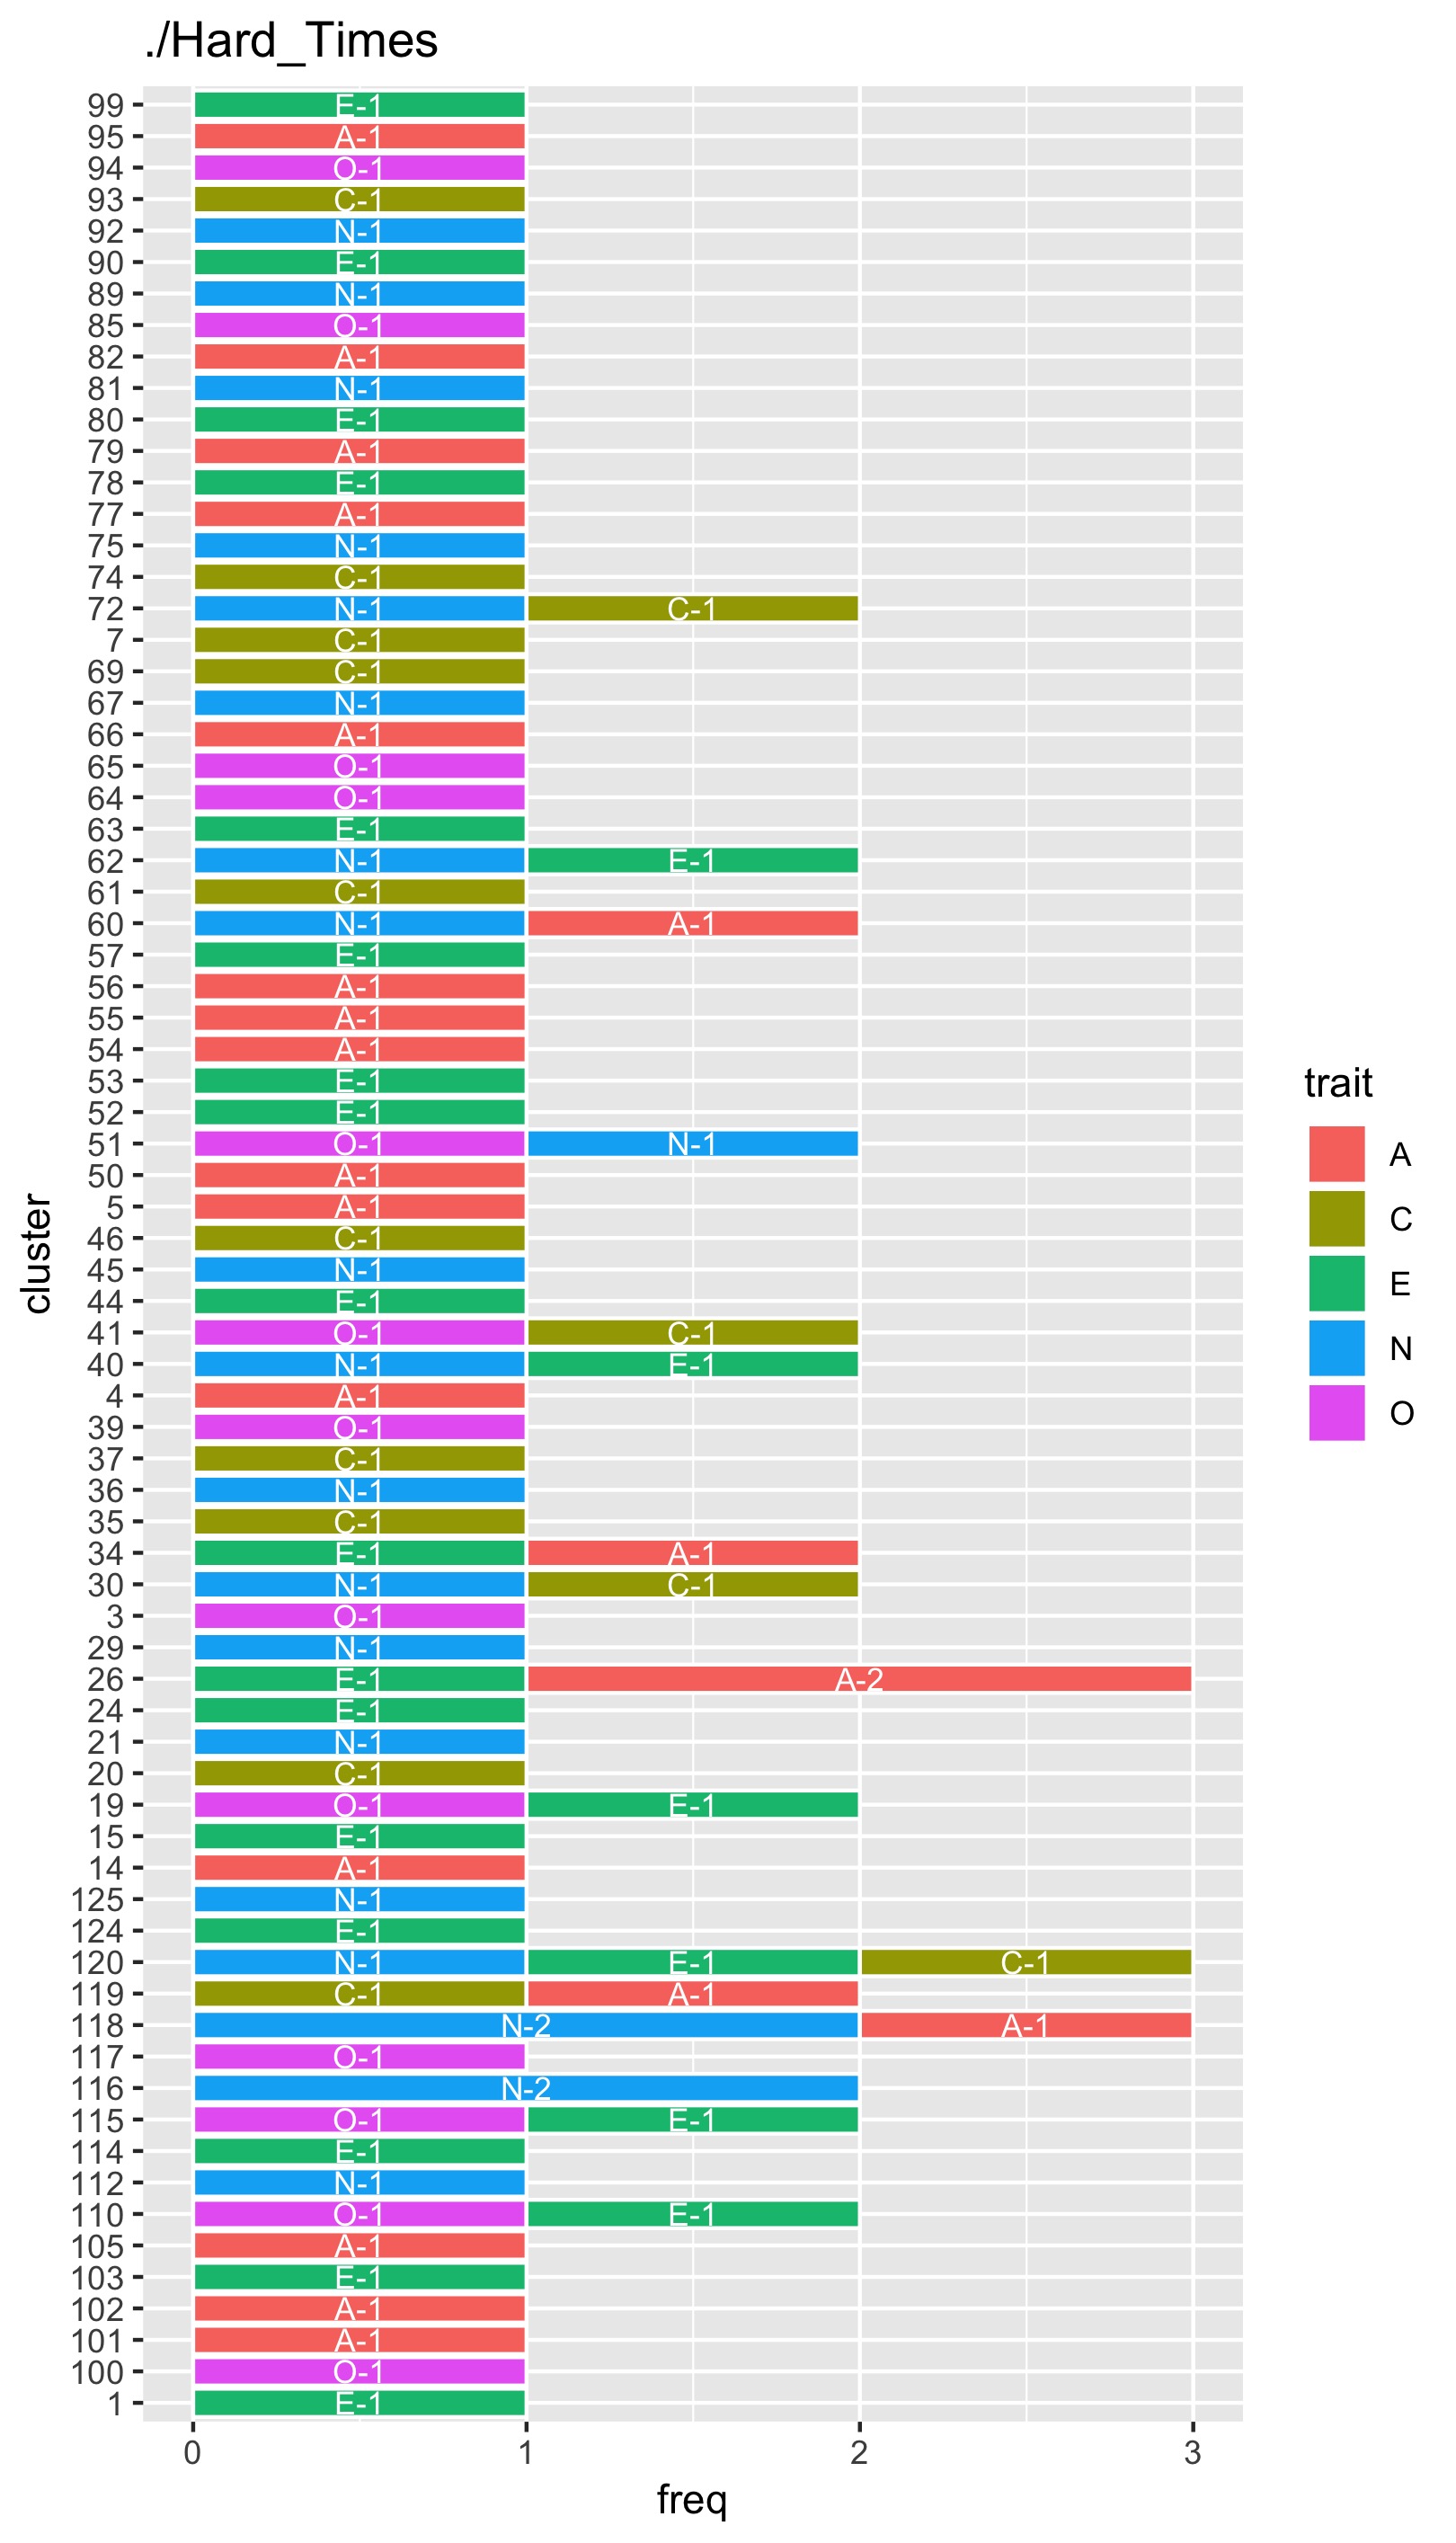 ./Hard_Times
99 E-1
95 A-1
94 O-1
93 C-1
92 N-1
90 E-1
89 N-1
85 O-1
82 A-1
81 N-1
80 E-1
79 A-1
78 E-1
77 A-1
75 N-1
74 C-1
72 N-1 C-1
7 C-1
69 C-1
67 N-1
66 A-1
65 O-1
64 O-1
63 E-1
62 N-1 E-1
61 C-1
60 N-1 A-1
57 E-1
56 A-1
55 A-1
54 A-1
53 E-1
52 E-1
51 O-1 N-1
50 A-1
5 A-1
46 C-1
45 N-1
44 E-1
41 O-1 C-1
40 N-1 E-1
4 A-1
39 O-1
37 C-1
36 N-1
35 C-1
34 E-1 A-1
30 N-1 C-1
3 O-1
29 N-1
26 E-1 A-2
24 E-1
21 N-1
20 C-1
19 O-1 E-1
15 E-1
14 A-1
125 N-1
124 E-1
120 N-1 E-1 C-1
119 C-1 A-1
118 N-2 A-1
117 O-1
116 N-2
115 O-1 E-1
114 E-1
112 N-1
110 O-1 E-1
105 A-1
103 E-1
102 A-1
101 A-1
100 O-1
1 E-1
0 1 2 3
freq
cluster
trait
A
C
E
N
O